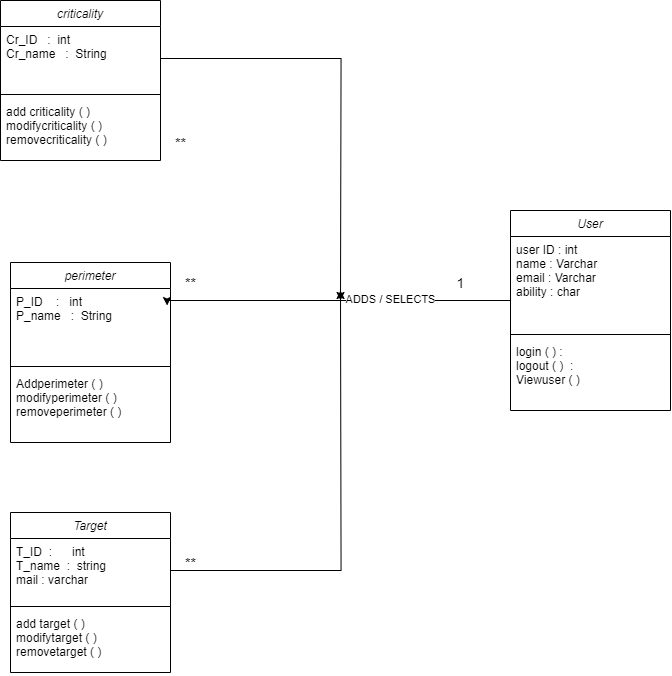 criticality
Cr_ID : int
Cr_name : String
add criticality ( )
modifycriticality ( )
removecriticality ( )
**
perimeter
P_ID : int
P_name : String
Addperimeter ( )
modifyperimeter ( )
removeperimeter ( )
**
ADDS / SELECTS
1
User
user ID : int
name : Varchar
email : Varchar
ability : char
login ( ) :
logout ( ) :
Viewuser ( )
Target
T_ID : int
T_name : string
mail : varchar
add target ( )
modifytarget ( )
removetarget ( )
**